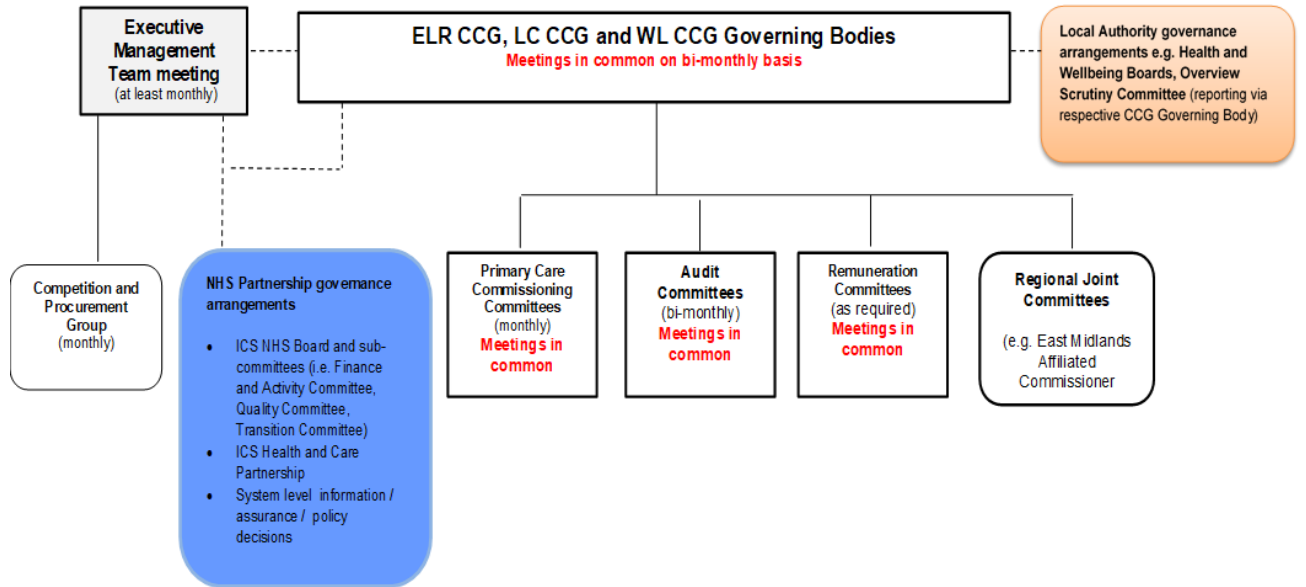 Executive
Management
Team meeting
(at least monthly)
ELR CCG, LC CCG and WL CCG Governing Bodies
Meetings in common on bi-monthly basis
Local Authority governance
arrangements e.g. Health and
Wellbeing Boards, Overview
Scrutiny Committee (reporting via
respective CCG Governing Body)
Competition and
Procurement
Group
(monthly)
NHS Partnership governance
arrangements
• ICS NHS Board and sub-
committees (i.e. Finance
and Activity Committee,
Quality Committee,
Transition Committee)
• ICS Health and Care
Partnership
• System level information /
assurance / policy
decisions
Primary Care
Commissioning
Committees
(monthly)
Meetings in
common
Audit
Committees
(bi-monthly)
Meetings in
common
Remuneration
Committees
(as required)
Meetings in
common
Regional Joint
Committees
(e.g. East Midlands
Affiliated
Commissioner